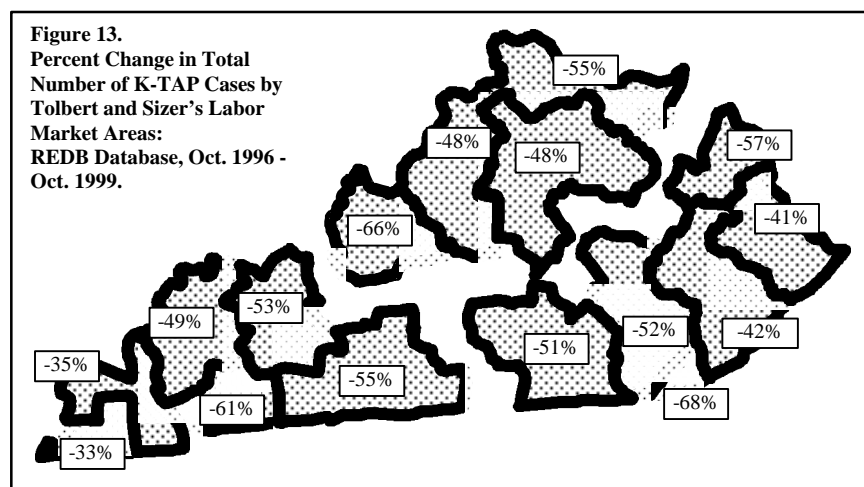 Figure 13.
Percent Change in Total
Number of K-TAP Cases by
Tolbert and Sizer's Labor
Market Areas:
REDB Database, Oct. 1996 -
Oct. 1999.
-55%
-48%
-48%
-57%
-66%
-41%
-49%
-53%
-35%
-55%
-51%
-52%
-42%
-61%
-68%
-33%